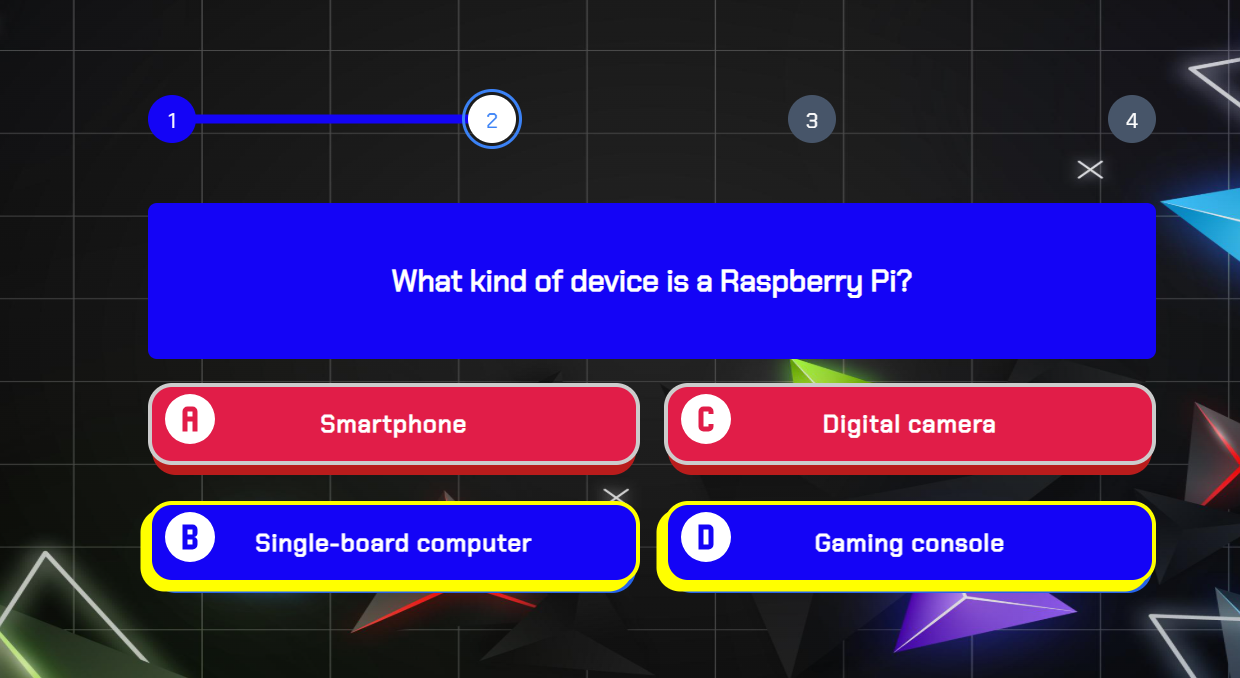 1 2 3 4
What kind of device is a Raspberry Pi?
A Smartphone
C Digital camera
B Single-board computer
D Gaming console